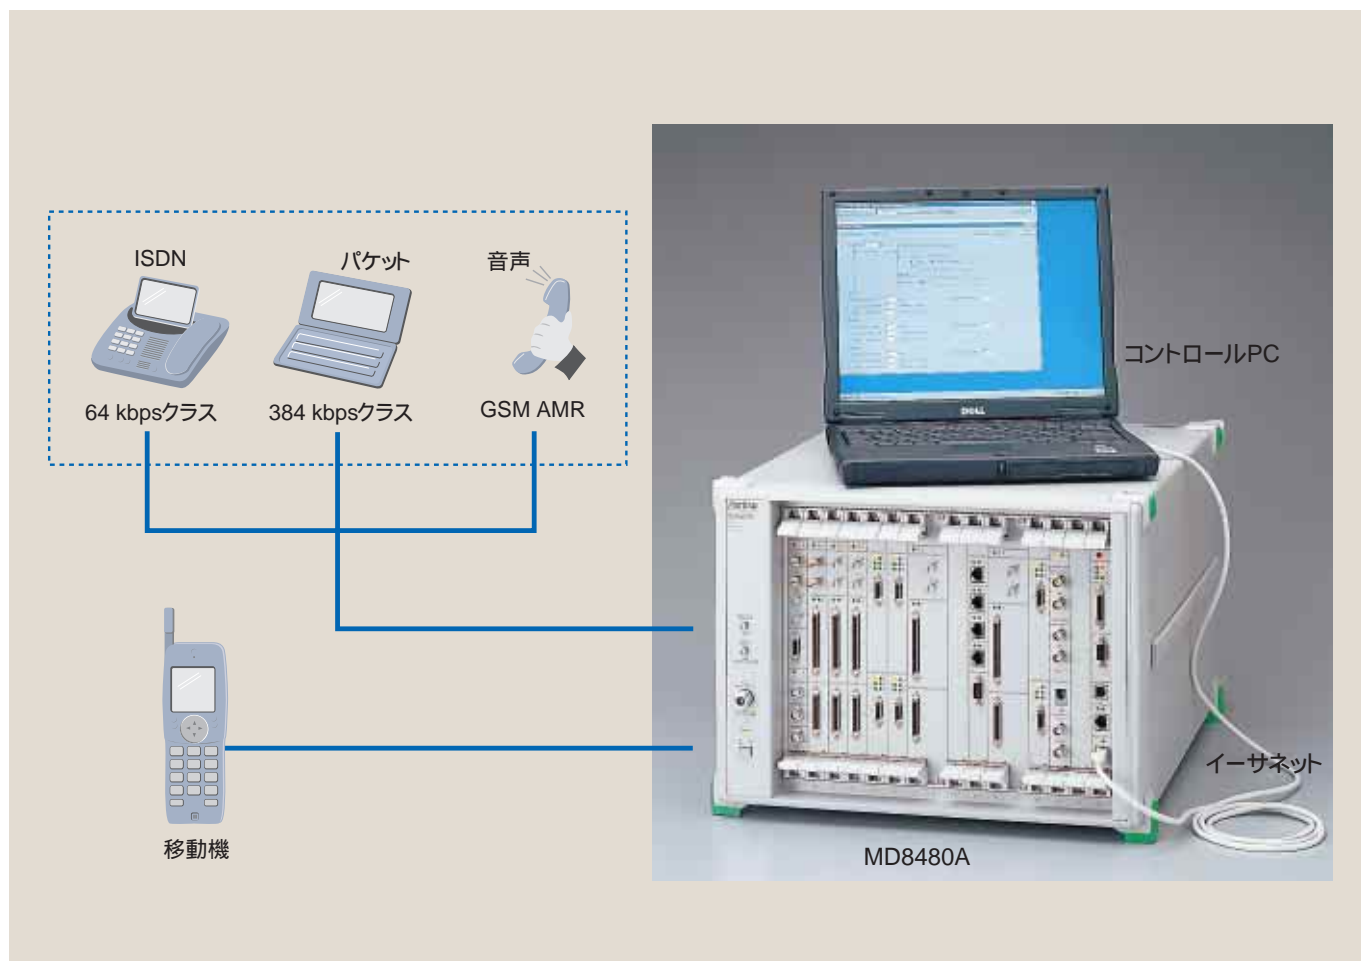 ISDN
パケット
音声
64 kbpsクラス
384 kbpsクラス
GSM AMR
コントロールPC
DELL
イーサネット
移動機
MD8480A